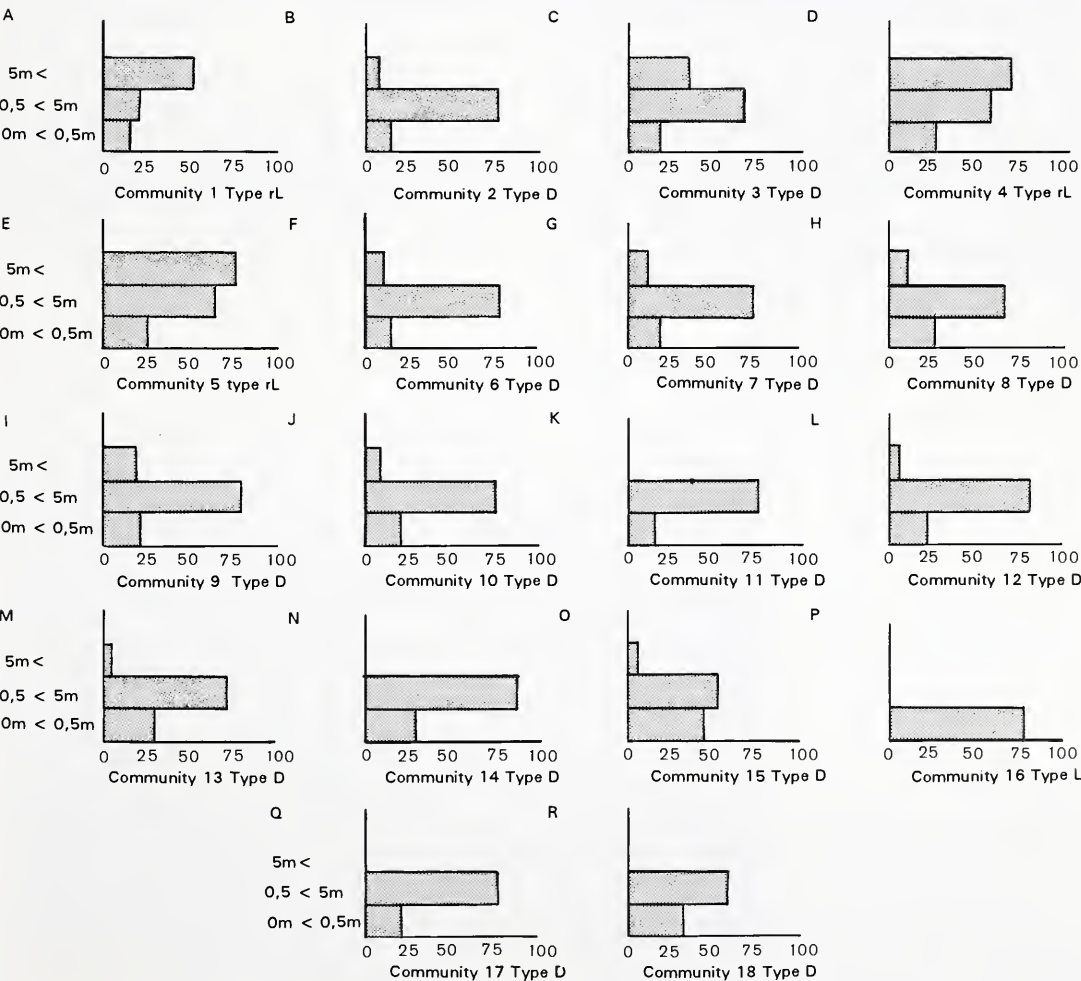 A B C D
5m <
0,5 < 5m
0m < 0,5m
0 25 50 75 100 0 25 50 75 100 0 25 50 75 100 0 25 50 75 100
Community 1 Type rL Community 2 Type D Community 3 Type D Community 4 Type rL
E F G H
5m <
0,5 < 5m
0m < 0,5m
0 25 50 75 100 0 25 50 75 100 0 25 50 75 100 0 25 50 75 100
Community 5 type rL Community 6 Type D Community 7 Type D Community 8 Type D
I J K L
5m <
0,5 < 5m
0m < 0,5m
0 25 50 75 100 0 25 50 75 100 0 25 50 75 100 0 25 50 75 100
Community 9 Type D Community 10 Type D Community 11 Type D Community 12 Type D
M N O P
5m <
0,5 < 5m
0m < 0,5m
0 25 50 75 100 0 25 50 75 100 0 25 50 75 100 0 25 50 75 100
Community 13 Type D Community 14 Type D Community 15 Type D Community 16 Type L
Q R
5m <
0,5 < 5m
0m < 0,5m
0 25 50 75 100 0 25 50 75 100
Community 17 Type D Community 18 Type D